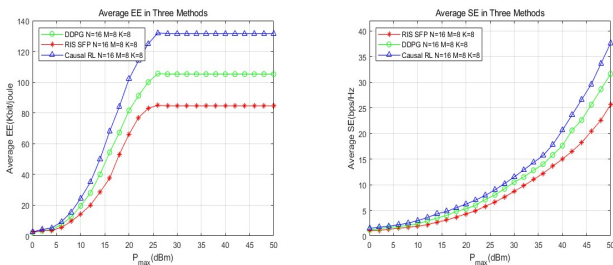 Average EE in Three Methods
Average EE(Kbit/joule
140
120
100
80
60
40
20
0
DDPG N=16 M=8 K=8
RIS SFP N=16 M=8 K=8
Causal RL N=16 M=8 K=8
0 5 10 15 20 25 30 35 40 45 50
Pmax(dBm)
Average SE in Three Methods
Average SE(bps/Hz
40
35
30
25
20
15
10
5
0
RIS SFP N=16 M=8 K=8
DDPG N=16 M=8 K=8
Causal RL N=16 M=8 K=8
0 5 10 15 20 25 30 35 40 45 50
Pmax(dBm)